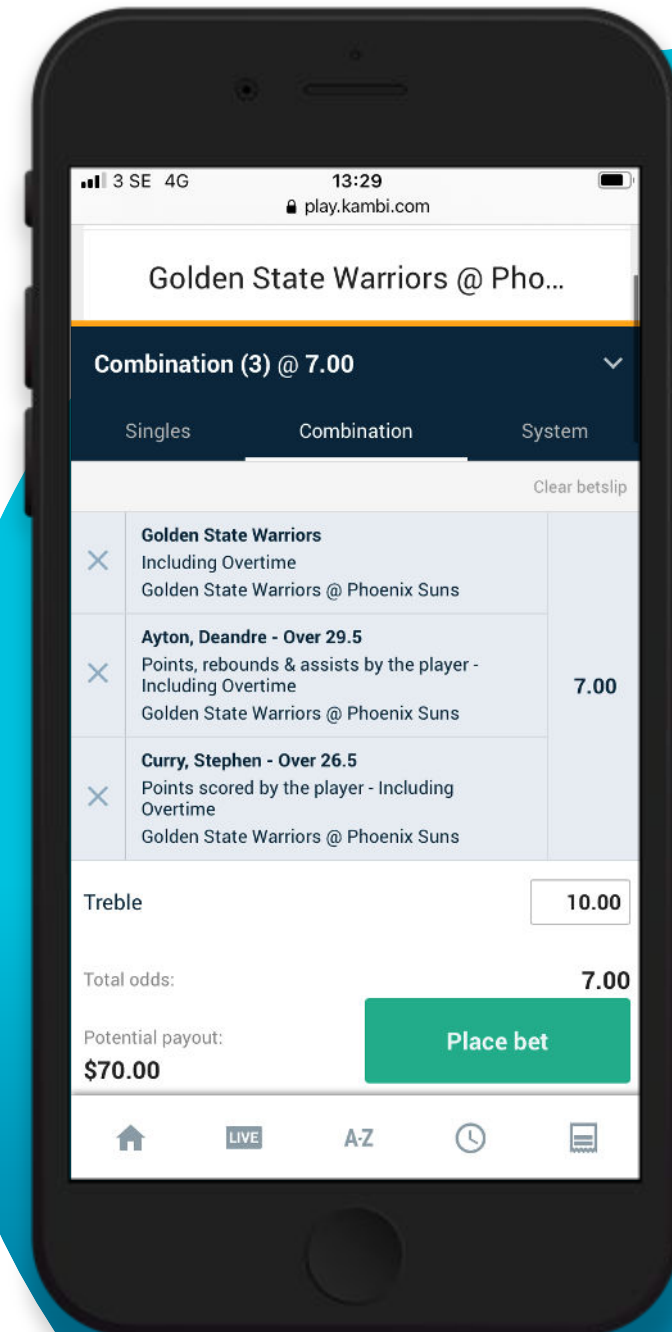 3 SE 4G 13:29
play.kambi.com
Golden State Warriors @ Pho...
Combination (3) @ 7.00
Singles Combination System
Clear betslip
Golden State Warriors
Including Overtime
Golden State Warriors @ Phoenix Suns
Ayton, Deandre - Over 29.5
Points, rebounds & assists by the player -
Including Overtime
Golden State Warriors @ Phoenix Suns
7.00
Curry, Stephen - Over 26.5
Points scored by the player - Including
Overtime
Golden State Warriors @ Phoenix Suns
Treble 10.00
Total odds: 7.00
Potential payout:
$70.00
Place bet
LIVE A-Z